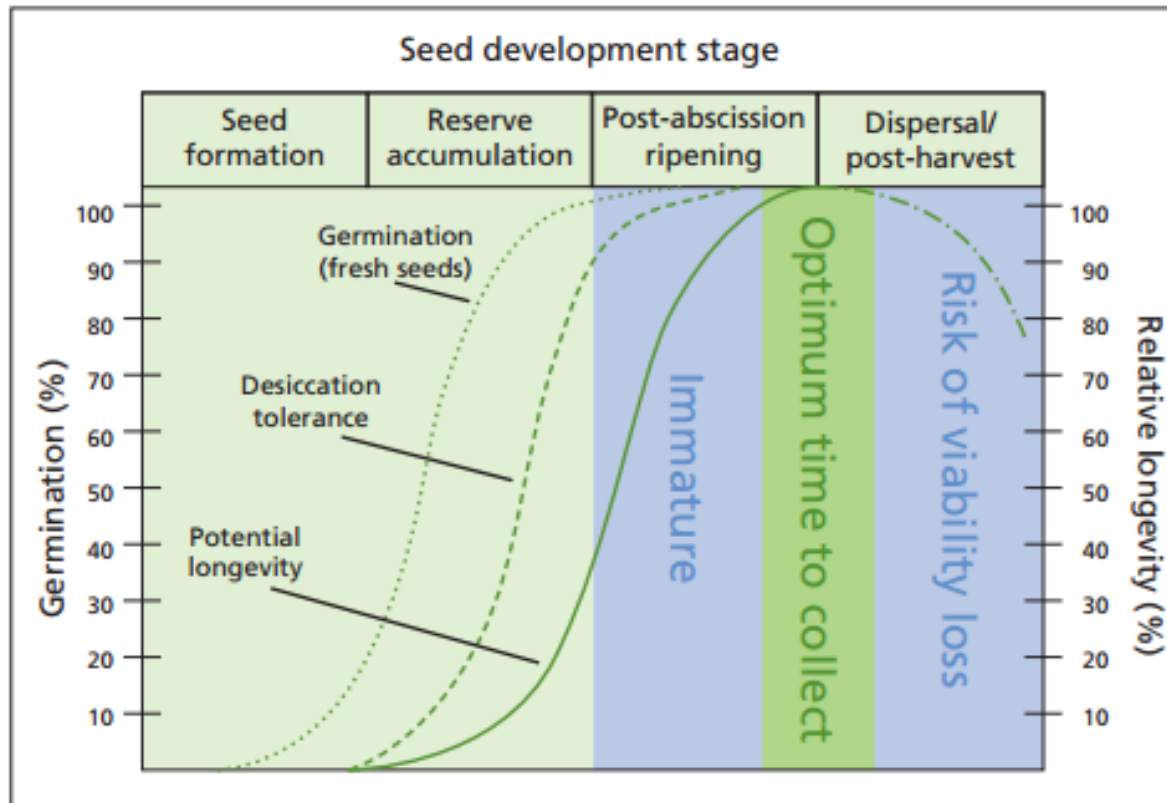 Seed development stage
Seed
formation
Reserve
accumulation
Post-abscission
ripening
Dispersal/
post-harvest
Germination (%)
100
90
80
70
60
50
40
30
20
10
Germination
(fresh seeds)
Desiccation
tolerance
Potential
longevity
Immature
Optimum time to collect
Risk of viability loss
100
90
80
70
60
50
40
30
20
10
Relative longevity (%)